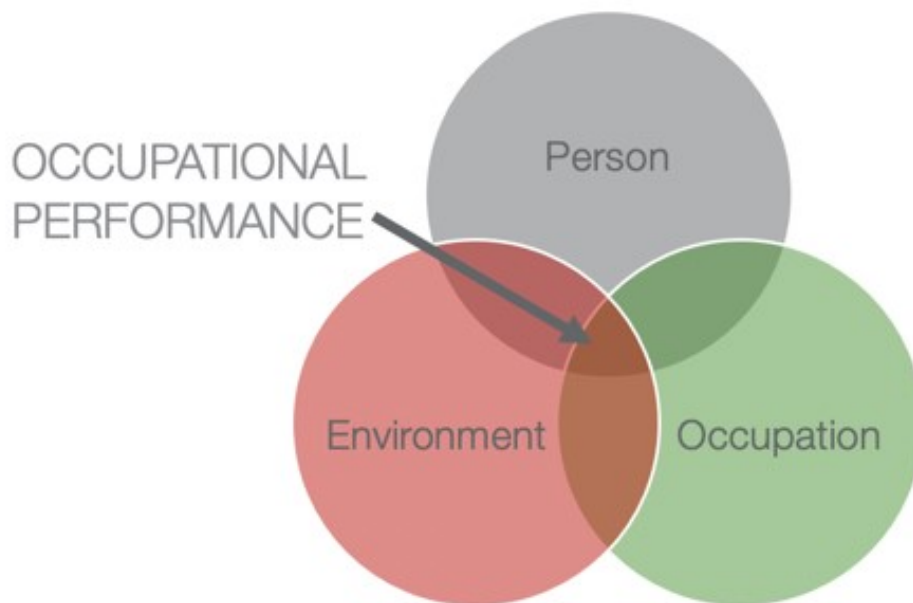 Person
OCCUPATIONAL
PERFORMANCE
Environment
Occupation